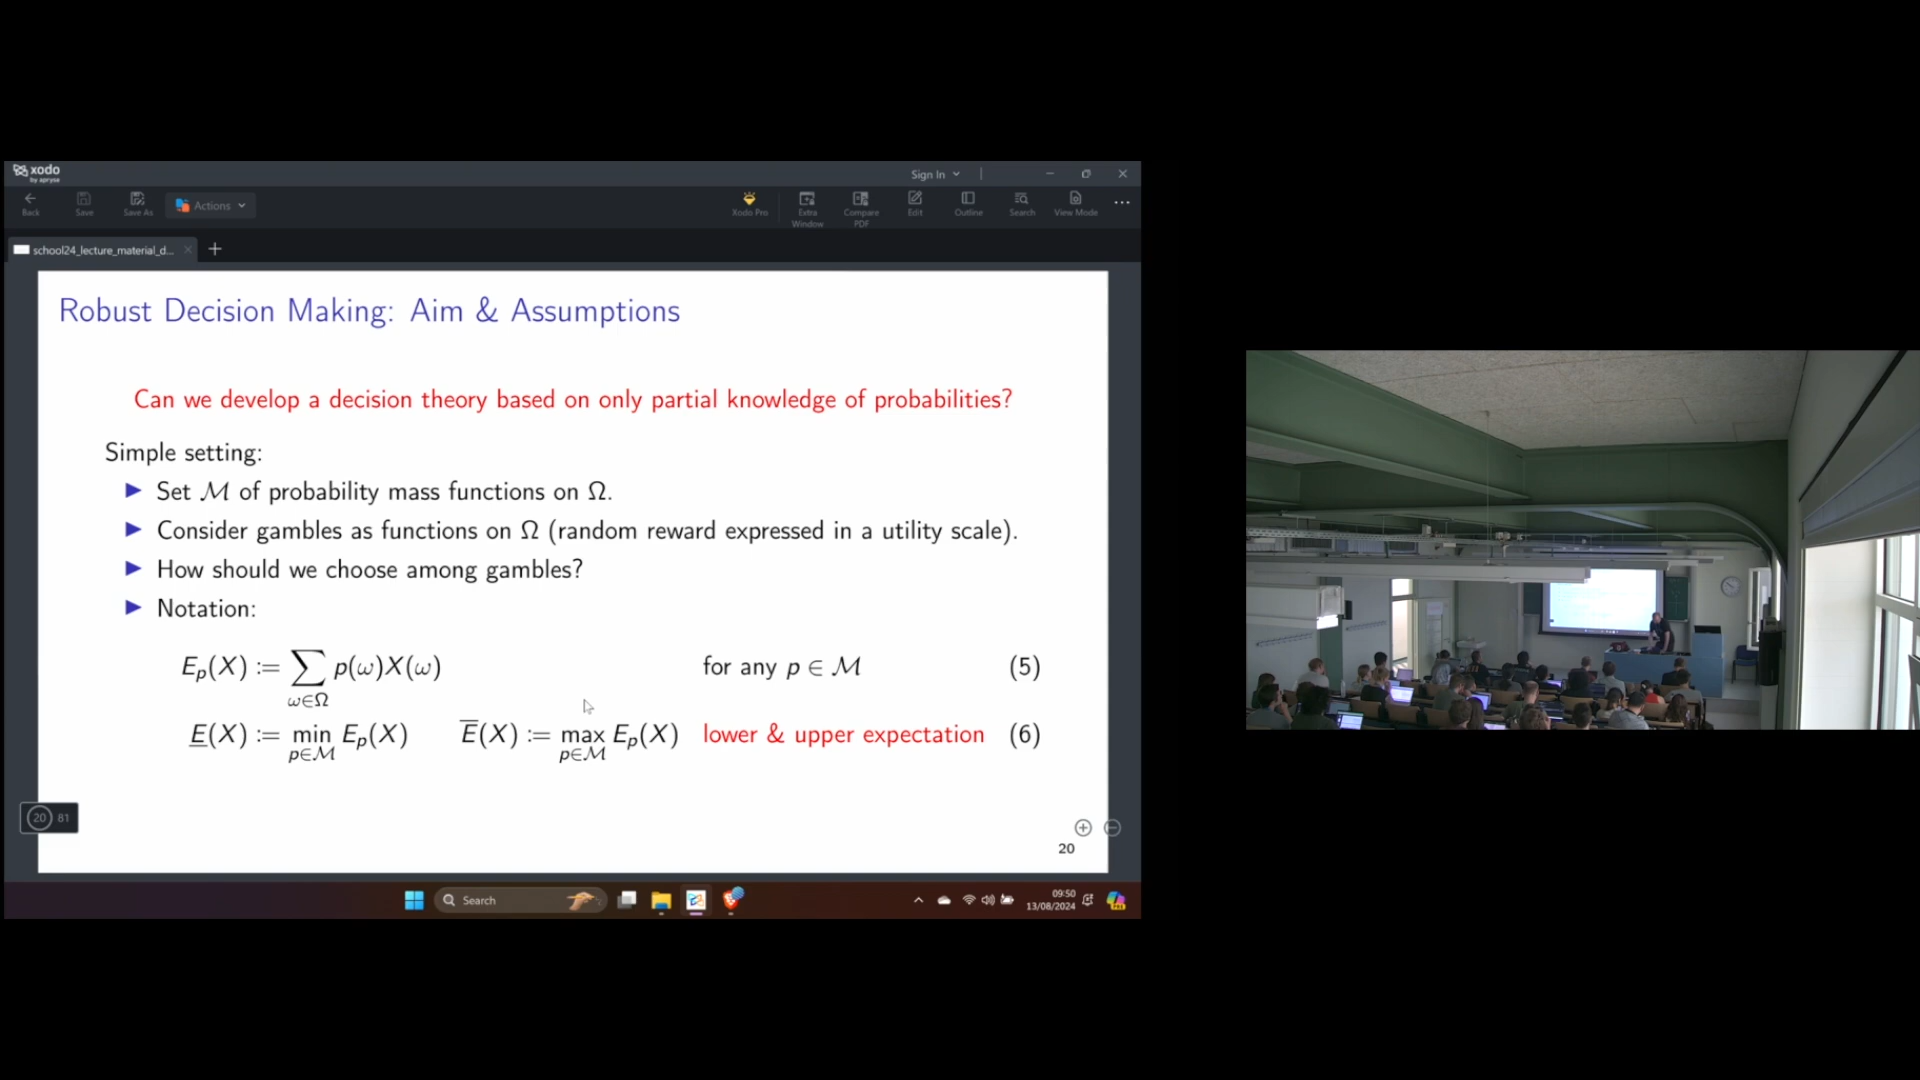 xodo
by apryse
Sign In
Back
Save
Save As
Actions
Xodo Pro
Extra Window
Compare PDF
Edit
Outline
Search
View Mode
school24_lecture_material_d...
Robust Decision Making: Aim & Assumptions
Can we develop a decision theory based on only partial knowledge of probabilities?
Simple setting:
▶ Set ℳ of probability mass functions on Ω.
▶ Consider gambles as functions on Ω (random reward expressed in a utility scale).
▶ How should we choose among gambles?
▶ Notation:
E_p(X) := ∑_{ω∈Ω} p(ω)X(ω) for any p ∈ ℳ (5)
E̲(X) := min_{p∈ℳ} E_p(X) E̅(X) := max_{p∈ℳ} E_p(X) lower & upper expectation (6)
20 81
20
Search
09:50
13/08/2024